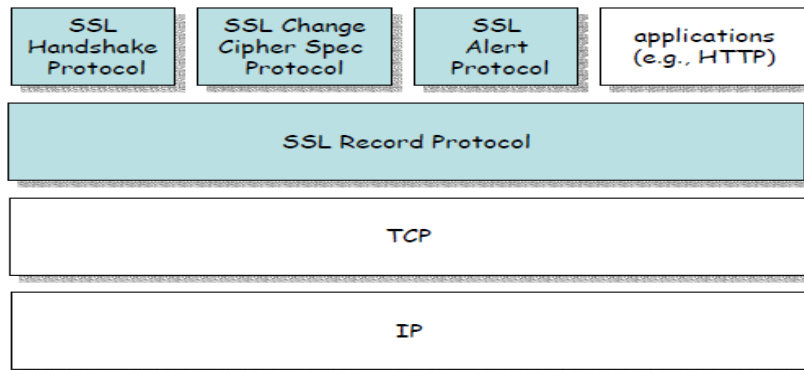 SSL
Handshake
Protocol
SSL Change
Cipher Spec
Protocol
SSL
Alert
Protocol
applications
(e.g., HTTP)
SSL Record Protocol
TCP
IP